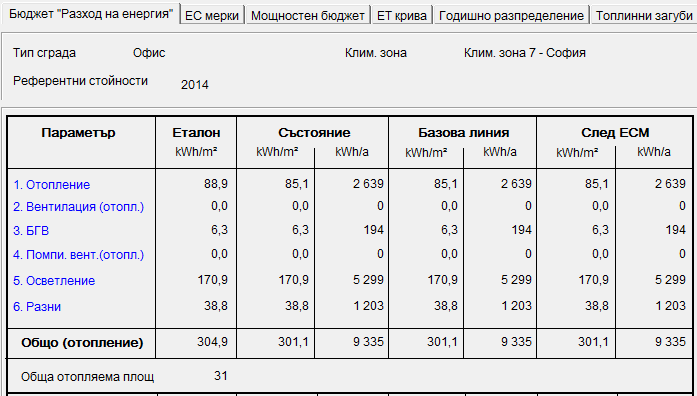 Бюджет "Разход на енергия" ЕС мерки Мощностен бюджет ЕТ крива Годишно разпределение Топлинни загуби
Тип сграда Офис Клим. зона Клим. зона 7 - София
Референтни стойности 2014
Параметър Еталон Състояние Базова линия След ЕСМ
kWh/m² kWh/m² kWh/a kWh/m² kWh/a kWh/m² kWh/a
1. Отопление 88,9 85,1 2 639 85,1 2 639 85,1 2 639
2. Вентилация (отопл.) 0,0 0,0 0 0,0 0 0,0 0
3. БГВ 6,3 6,3 194 6,3 194 6,3 194
4. Помпи. вент.(отопл.) 0,0 0,0 0 0,0 0 0,0 0
5. Осветление 170,9 170,9 5 299 170,9 5 299 170,9 5 299
6. Разни 38,8 38,8 1 203 38,8 1 203 38,8 1 203
Общо (отопление) 304,9 301,1 9 335 301,1 9 335 301,1 9 335
Обща отопляема площ 31